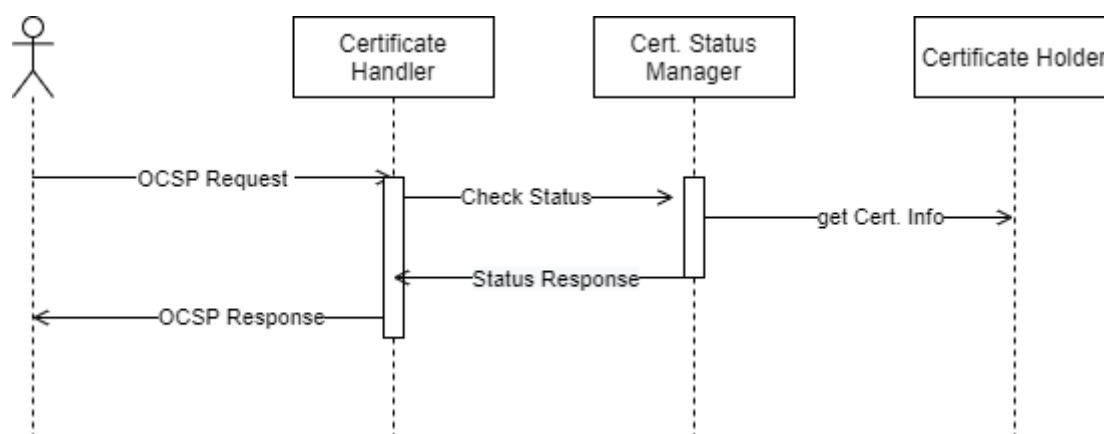 Certificate
Handler
Cert. Status
Manager
Certificate Holder
OCSP Request
Check Status
get Cert. Info
Status Response
OCSP Response